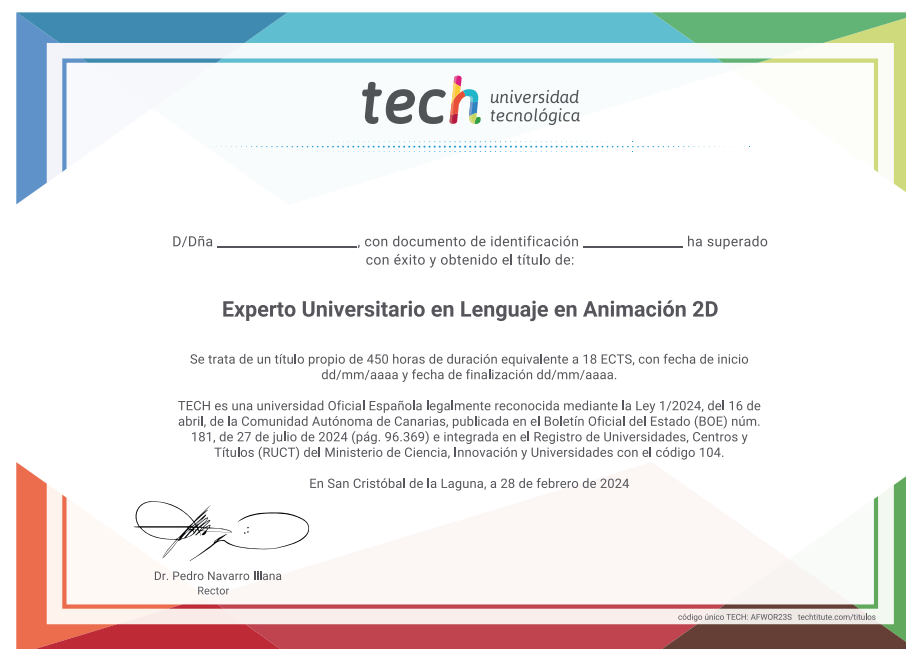 tech universidad
tecnológica
D/Dña ____________________, con documento de identificación ______________ ha superado
con éxito y obtenido el título de:
Experto Universitario en Lenguaje en Animación 2D
Se trata de un título propio de 450 horas de duración equivalente a 18 ECTS, con fecha de inicio
dd/mm/aaaa y fecha de finalización dd/mm/aaaa.
TECH es una universidad Oficial Española legalmente reconocida mediante la Ley 1/2024, del 16 de
abril, de la Comunidad Autónoma de Canarias, publicada en el Boletín Oficial del Estado (BOE) núm.
181, de 27 de julio de 2024 (pág. 96.369) e integrada en el Registro de Universidades, Centros y
Títulos (RUCT) del Ministerio de Ciencia, Innovación y Universidades con el código 104.
En San Cristóbal de la Laguna, a 28 de febrero de 2024
Dr. Pedro Navarro Illana
Rector
código único TECH: AFWOR23S techtitute.com/titulos